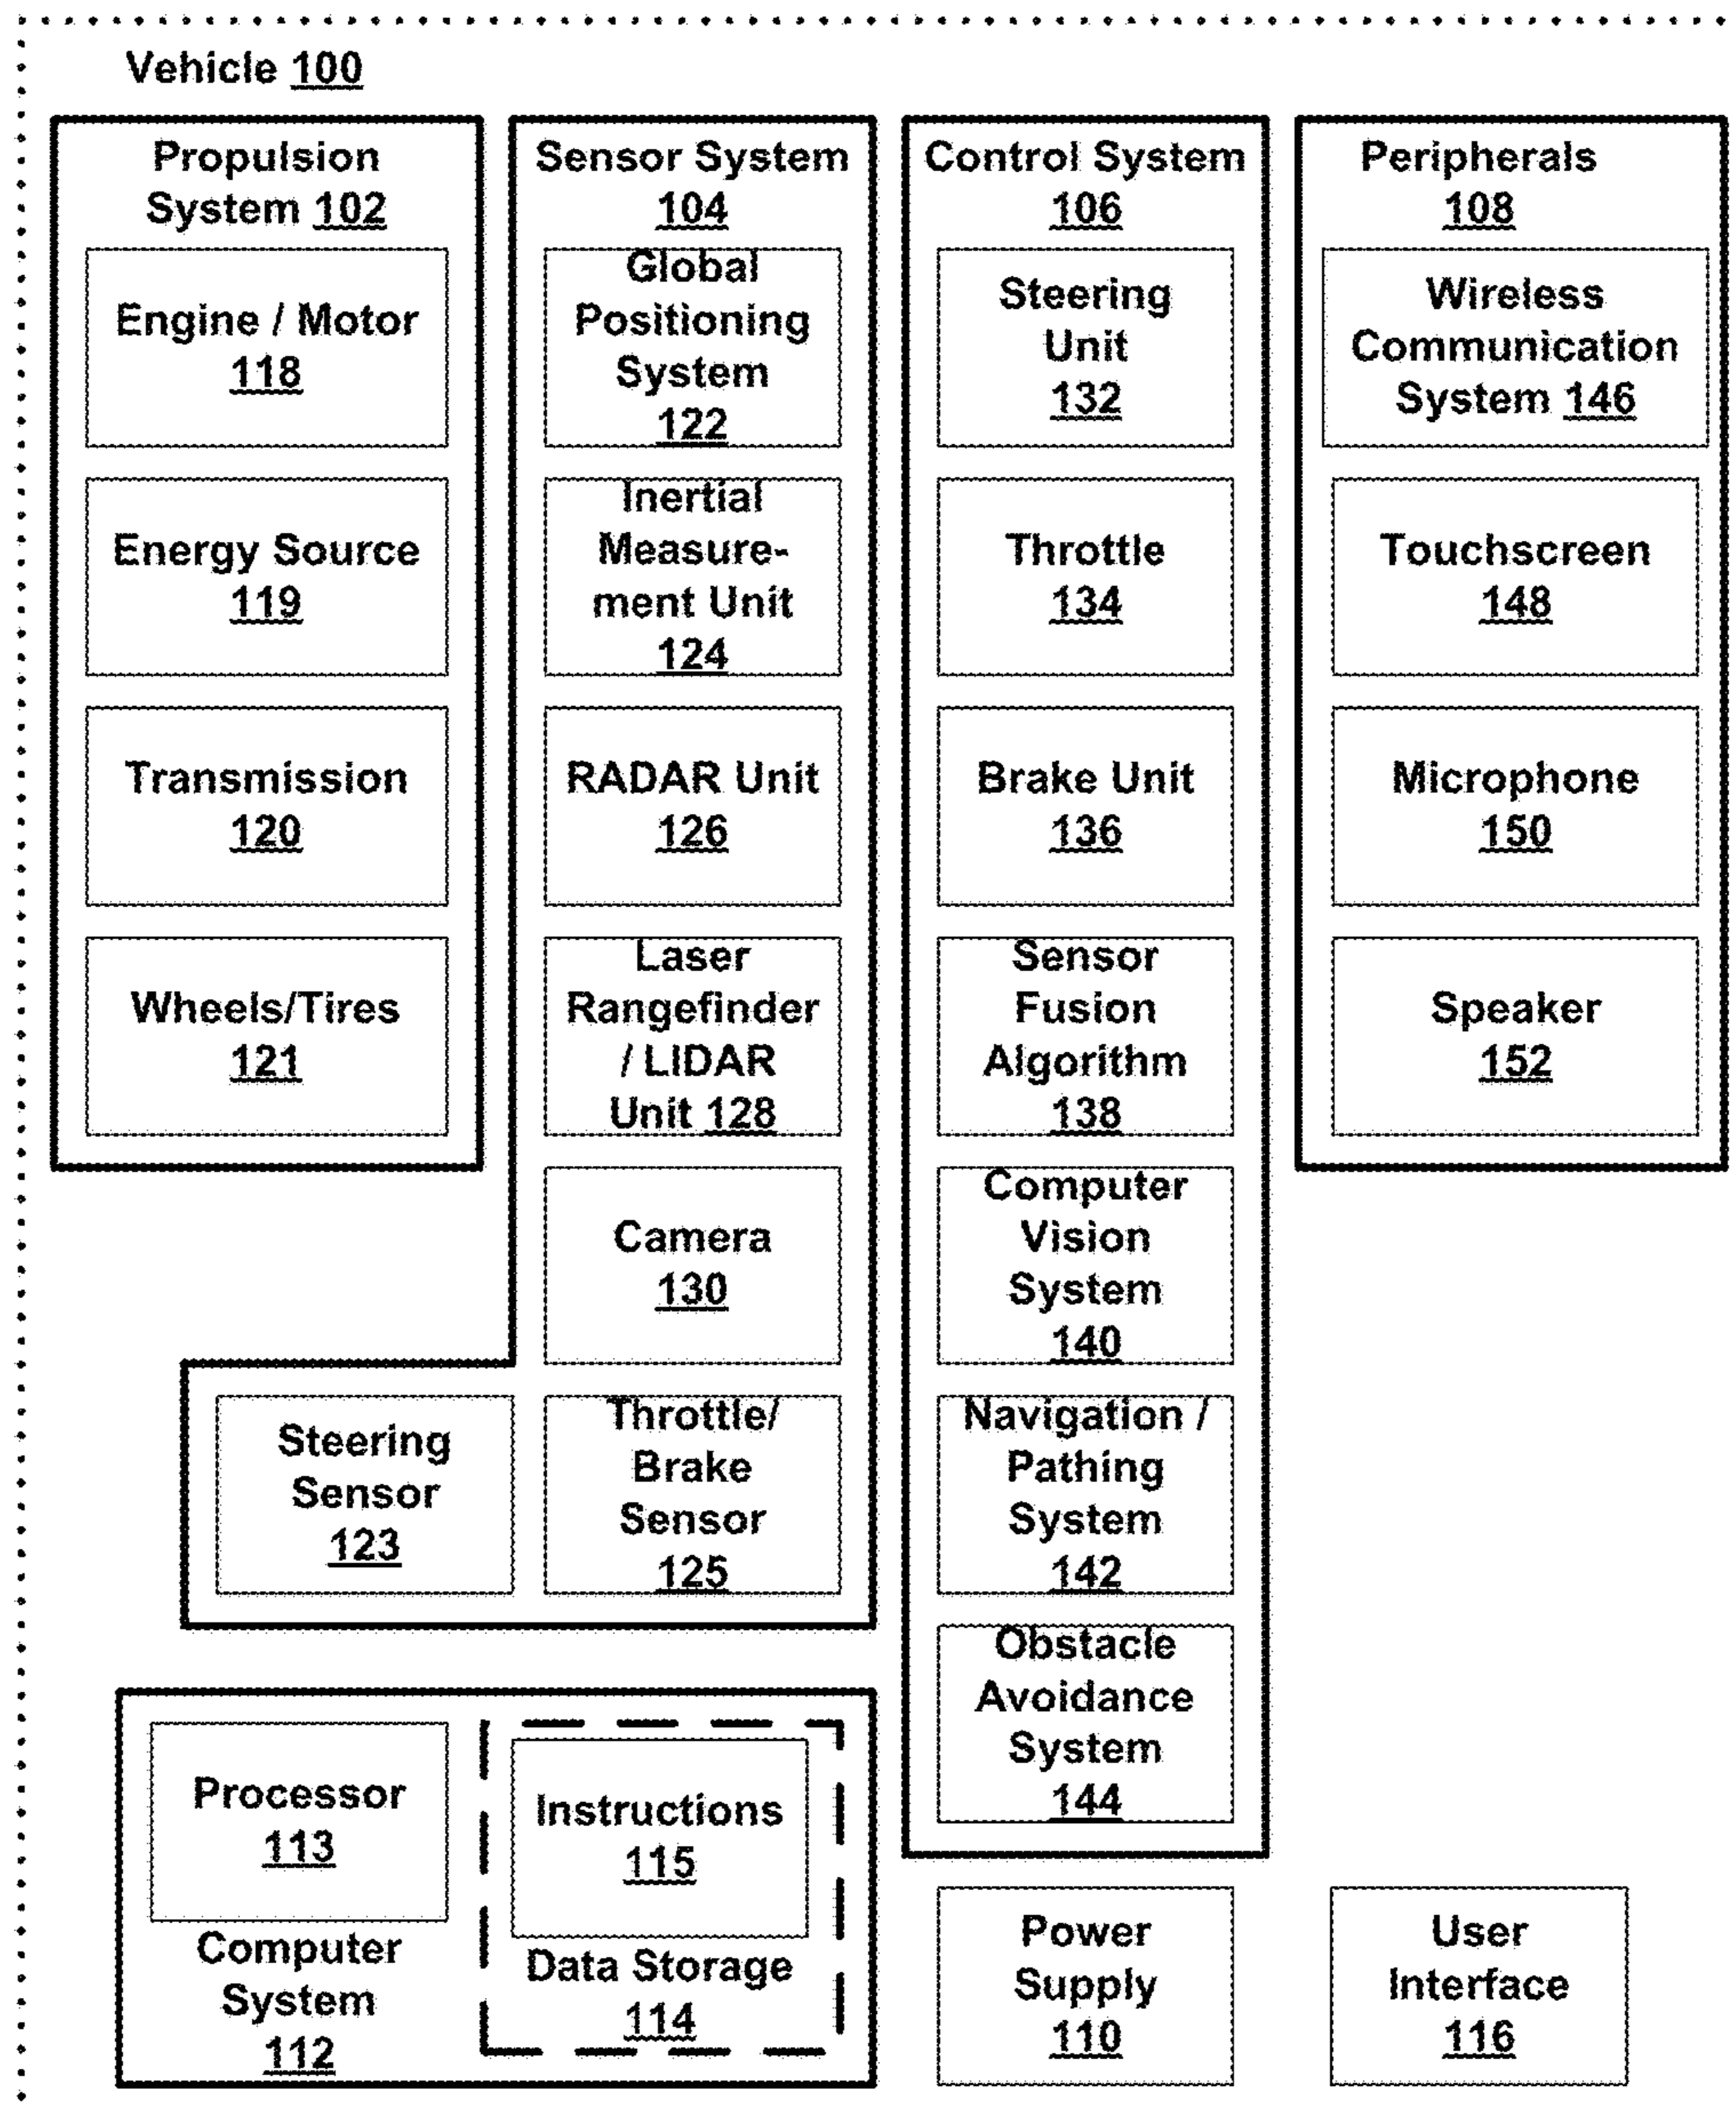 Vehicle 100
Propulsion
System 102
Engine / Motor
118
Energy Source
119
Transmission
120
Wheels/Tires
121
Sensor System
104
Global
Positioning
System
122
Inertial
Measure-
ment Unit
124
RADAR Unit
126
Laser
Rangefinder
/ LIDAR
Unit 128
Camera
130
Steering
Sensor
123
Throttle/
Brake
Sensor
125
Control System
106
Steering
Unit
132
Throttle
134
Brake Unit
136
Sensor
Fusion
Algorithm
138
Computer
Vision
System
140
Navigation /
Pathing
System
142
Obstacle
Avoidance
System
144
Peripherals
108
Wireless
Communication
System 146
Touchscreen
148
Microphone
150
Speaker
152
Processor
113
Computer
System
112
Instructions
115
Data Storage
114
Power
Supply
110
User
Interface
116